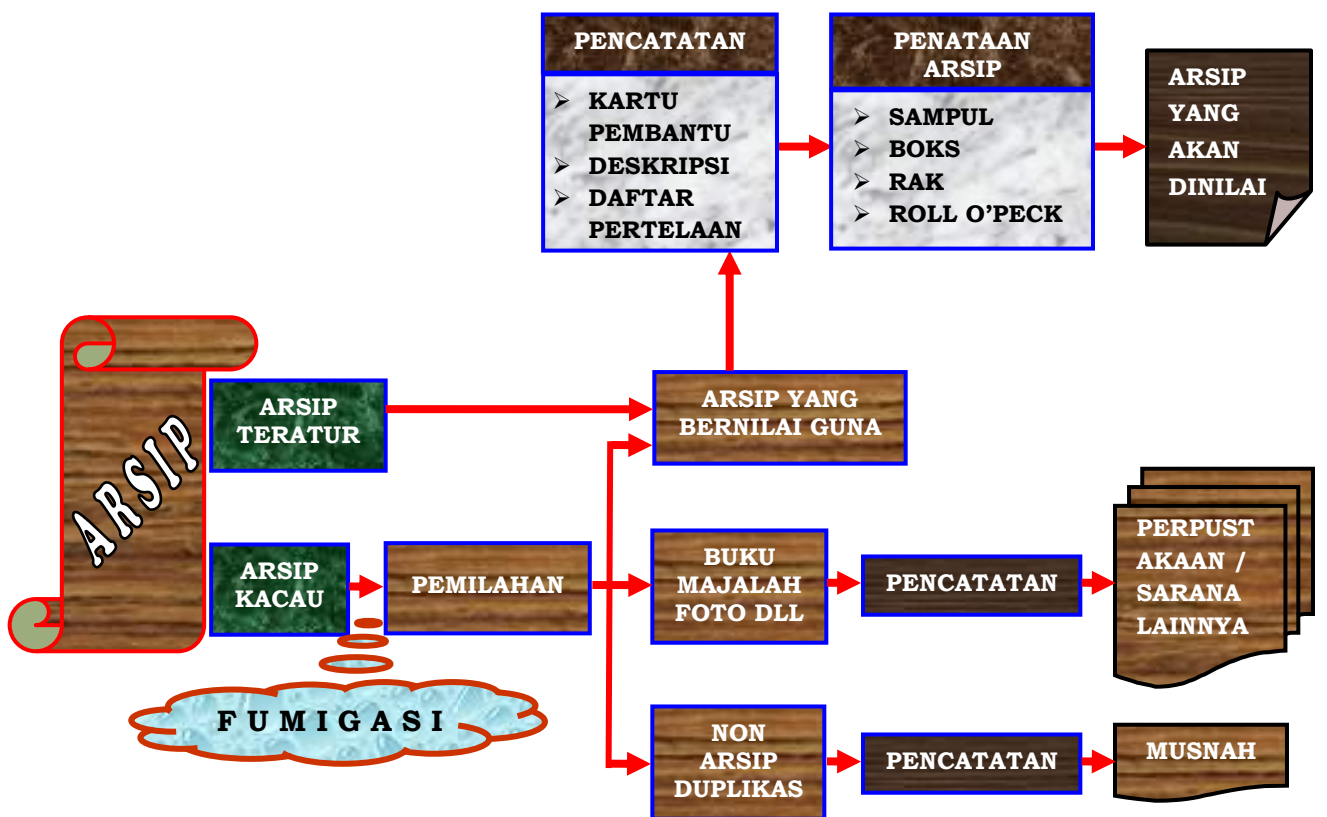 PENCATATAN
➢ KARTU
PEMBANTU
➢ DESKRIPSI
➢ DAFTAR
PERTELAAN
PENATAAN
ARSIP
➢ SAMPUL
➢ BOKS
➢ RAK
➢ ROLL O’PECK
ARSIP
YANG
AKAN
DINILAI
ARSIP
ARSIP
TERATUR
ARSIP YANG
BERNILAI GUNA
ARSIP
KACAU
PEMILAHAN
BUKU
MAJALAH
FOTO DLL
PENCATATAN
PERPUST
AKAAN /
SARANA
LAINNYA
F U M I G A S I
NON
ARSIP
DUPLIKAS
PENCATATAN
MUSNAH